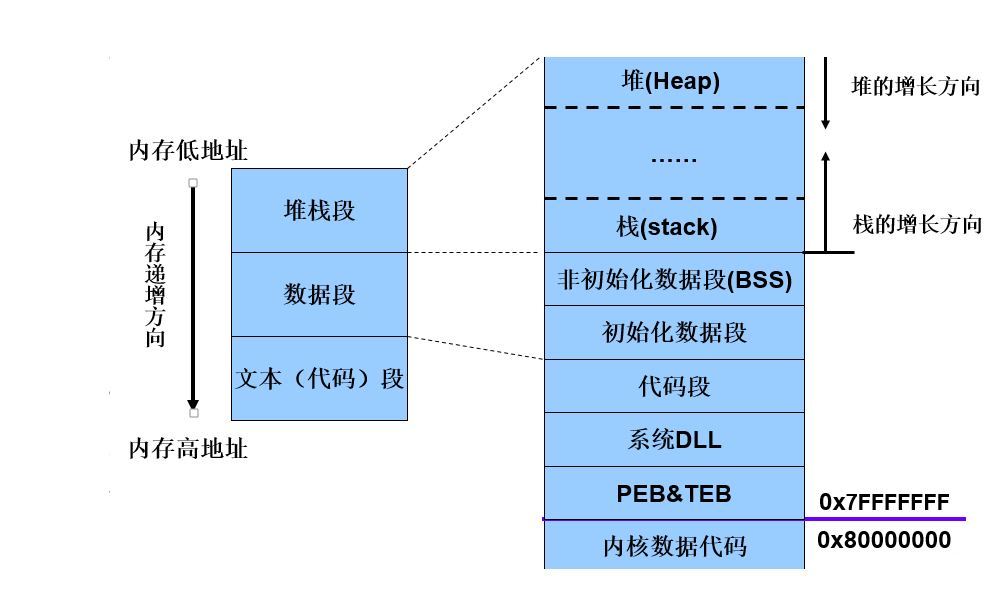 内存低地址
内存递增方向
内存高地址
堆栈段
数据段
文本（代码）段
堆(Heap)
......
栈(stack)
非初始化数据段(BSS)
初始化数据段
代码段
系统DLL
PEB&TEB
内核数据代码
堆的增长方向
栈的增长方向
0x7FFFFFFF
0x80000000